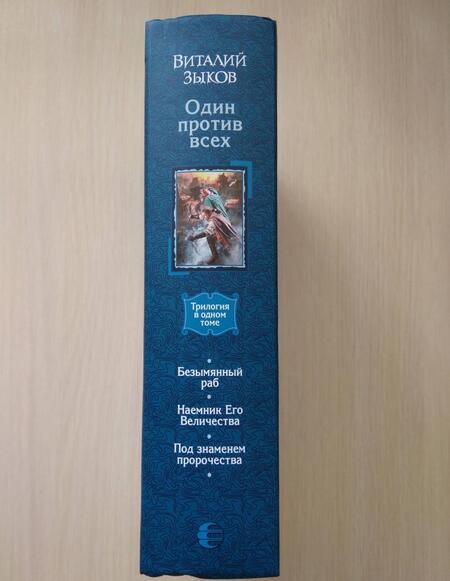 Виталий
Зыков
Один
против
всех
Трилогия
в одном
томе
Безымянный
раб
Наемник Его
Величества
Под знаменем
пророчества